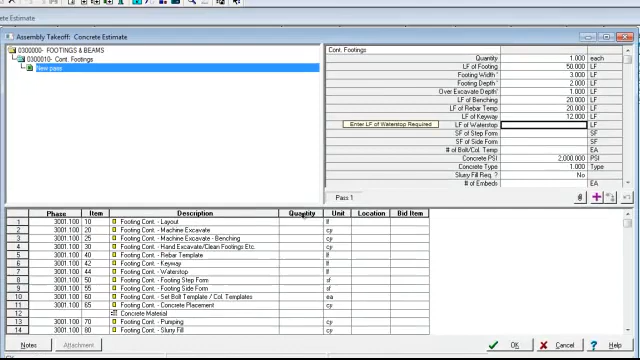 crete Estimate
Assembly Takeoff: Concrete Estimate
0300000- FOOTINGS & BEAMS
0300010- Cont. Footings
New pass
Cont. Footings
Quantity 1.000 each
LF of Footing 50.000 LF
Footing Width" 3.000
Footing Depth" 2.000
Over Excavate Depth" 1.000
LF of Benching 20.000 LF
LF of Rebar Temp 20.000 LF
LF of Keyway 12.000 LF
Enter LF of Waterstop Required LF of Waterstop LF
SF of Step Form SF
SF of Side Form SF
# of Bolt/Col. Temp EA
Concrete PSI 2,000.000 PSI
Concrete Type 1.000 Type
Slurry Fill Req. ? No
# of Embeds EA
Pass 1
Phase Item Description Quantity Unit Location Bid Item
1 3001.100 10 Footing Cont. - Layout lf
2 3001.100 20 Footing Cont. - Machine Excavate cy
3 3001.100 25 Footing Cont. - Machine Excavate - Benching cy
4 3001.100 30 Footing Cont. - Hand Excavate/Clean Footings Etc. cy
5 3001.100 40 Footing Cont. - Rebar Template lf
6 3001.100 42 Footing Cont. - Keyway lf
7 3001.100 44 Footing Cont. - Waterstop lf
8 3001.100 50 Footing Cont. - Footing Step Form sf
9 3001.100 55 Footing Cont. - Footing Side Form sf
10 3001.100 60 Footing Cont. - Set Bolt Template / Col. Templates ea
11 3001.100 65 Footing Cont. - Concrete Placement cy
12 Concrete Material
13 3001.100 70 Footing Cont. - Pumping cy
14 3001.100 80 Footing Cont. - Slurry Fill cy
Notes Attachment OK Cancel Help